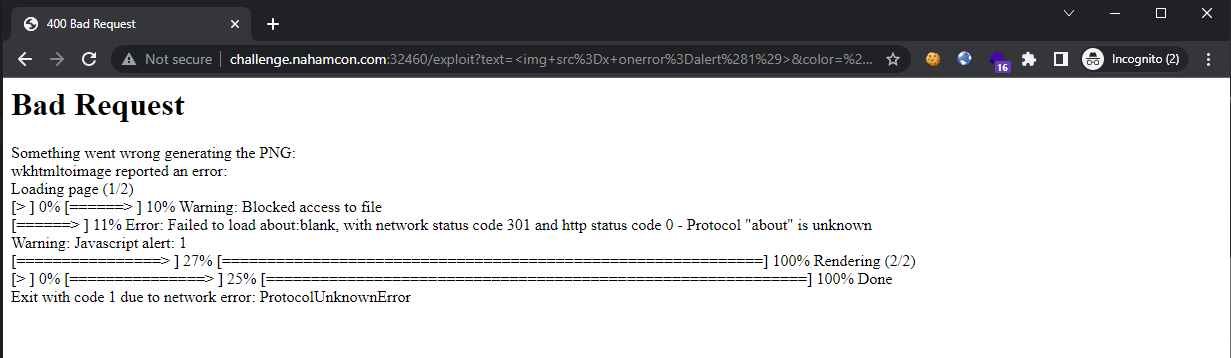 400 Bad Request
Not secure | challenge.nahamcon.com:32460/exploit?text=<img+src%3Dx+onerror%3Dalert%281%29>&color=%2...
16
Incognito (2)
Bad Request
Something went wrong generating the PNG:
wkhtmltoimage reported an error:
Loading page (1/2)
[> ] 0% [======> ] 10% Warning: Blocked access to file
[======> ] 11% Error: Failed to load about:blank, with network status code 301 and http status code 0 - Protocol "about" is unknown
Warning: Javascript alert: 1
[================> ] 27% [============================================================] 100% Rendering (2/2)
[> ] 0% [===============> ] 25% [============================================================] 100% Done
Exit with code 1 due to network error: ProtocolUnknownError